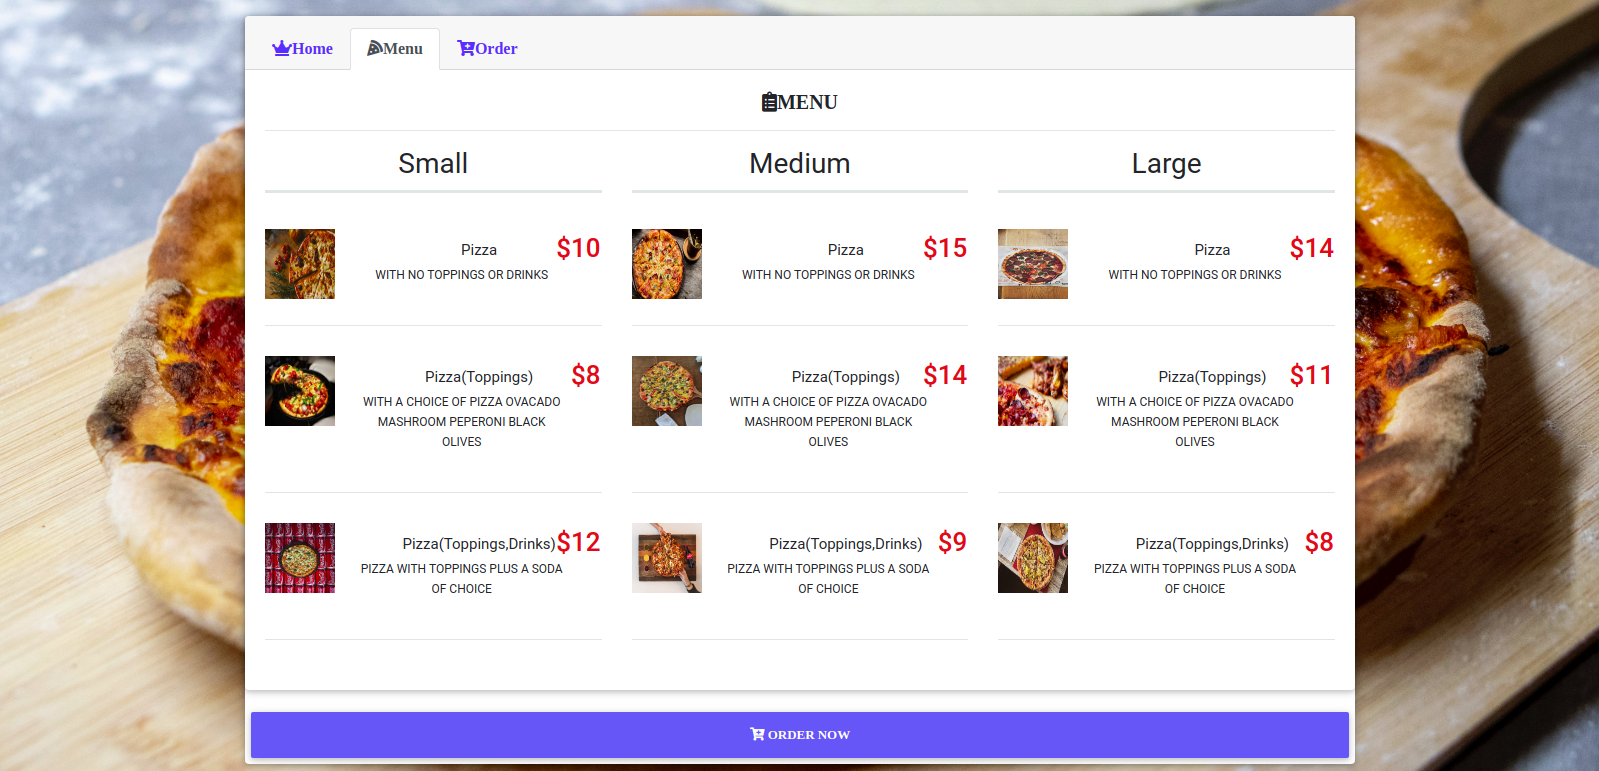 Home Menu Order
MENU
Small Medium Large
Pizza $10
WITH NO TOPPINGS OR DRINKS
Pizza $15
WITH NO TOPPINGS OR DRINKS
Pizza $14
WITH NO TOPPINGS OR DRINKS
Pizza(Toppings) $8
WITH A CHOICE OF PIZZA OVACADO
MASHROOM PEPERONI BLACK
OLIVES
Pizza(Toppings) $14
WITH A CHOICE OF PIZZA OVACADO
MASHROOM PEPERONI BLACK
OLIVES
Pizza(Toppings) $11
WITH A CHOICE OF PIZZA OVACADO
MASHROOM PEPERONI BLACK
OLIVES
Pizza(Toppings,Drinks) $12
PIZZA WITH TOPPINGS PLUS A SODA
OF CHOICE
Pizza(Toppings,Drinks) $9
PIZZA WITH TOPPINGS PLUS A SODA
OF CHOICE
Pizza(Toppings,Drinks) $8
PIZZA WITH TOPPINGS PLUS A SODA
OF CHOICE
ORDER NOW